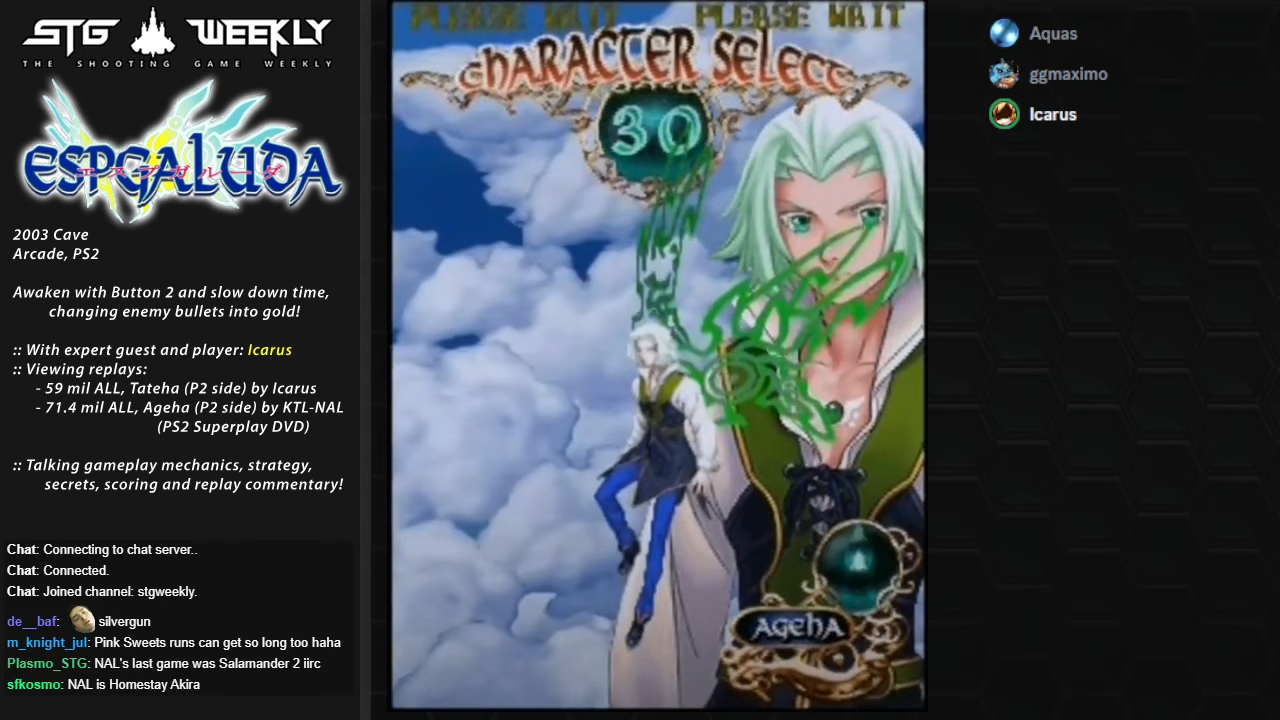 STG WEEKLY
THE SHOOTING GAME WEEKLY
ESPGALUDA
エスプガルーダ
2003 Cave
Arcade, PS2
Awaken with Button 2 and slow down time,
changing enemy bullets into gold!
:: With expert guest and player: Icarus
:: Viewing replays:
- 59 mil ALL, Tateha (P2 side) by Icarus
- 71.4 mil ALL, Ageha (P2 side) by KTL-NAL
(PS2 Superplay DVD)
:: Talking gameplay mechanics, strategy,
secrets, scoring and replay commentary!
Chat: Connecting to chat server..
Chat: Connected.
Chat: Joined channel: stgweekly.
de__baf: silvergun
m_knight_jul: Pink Sweets runs can get so long too haha
Plasmo_STG: NAL's last game was Salamander 2 iirc
sfkosmo: NAL is Homestay Akira
PLEASE WAIT PLEASE WAIT
CHARACTER SELECT
30
AGEHA
Aquas
ggmaximo
Icarus